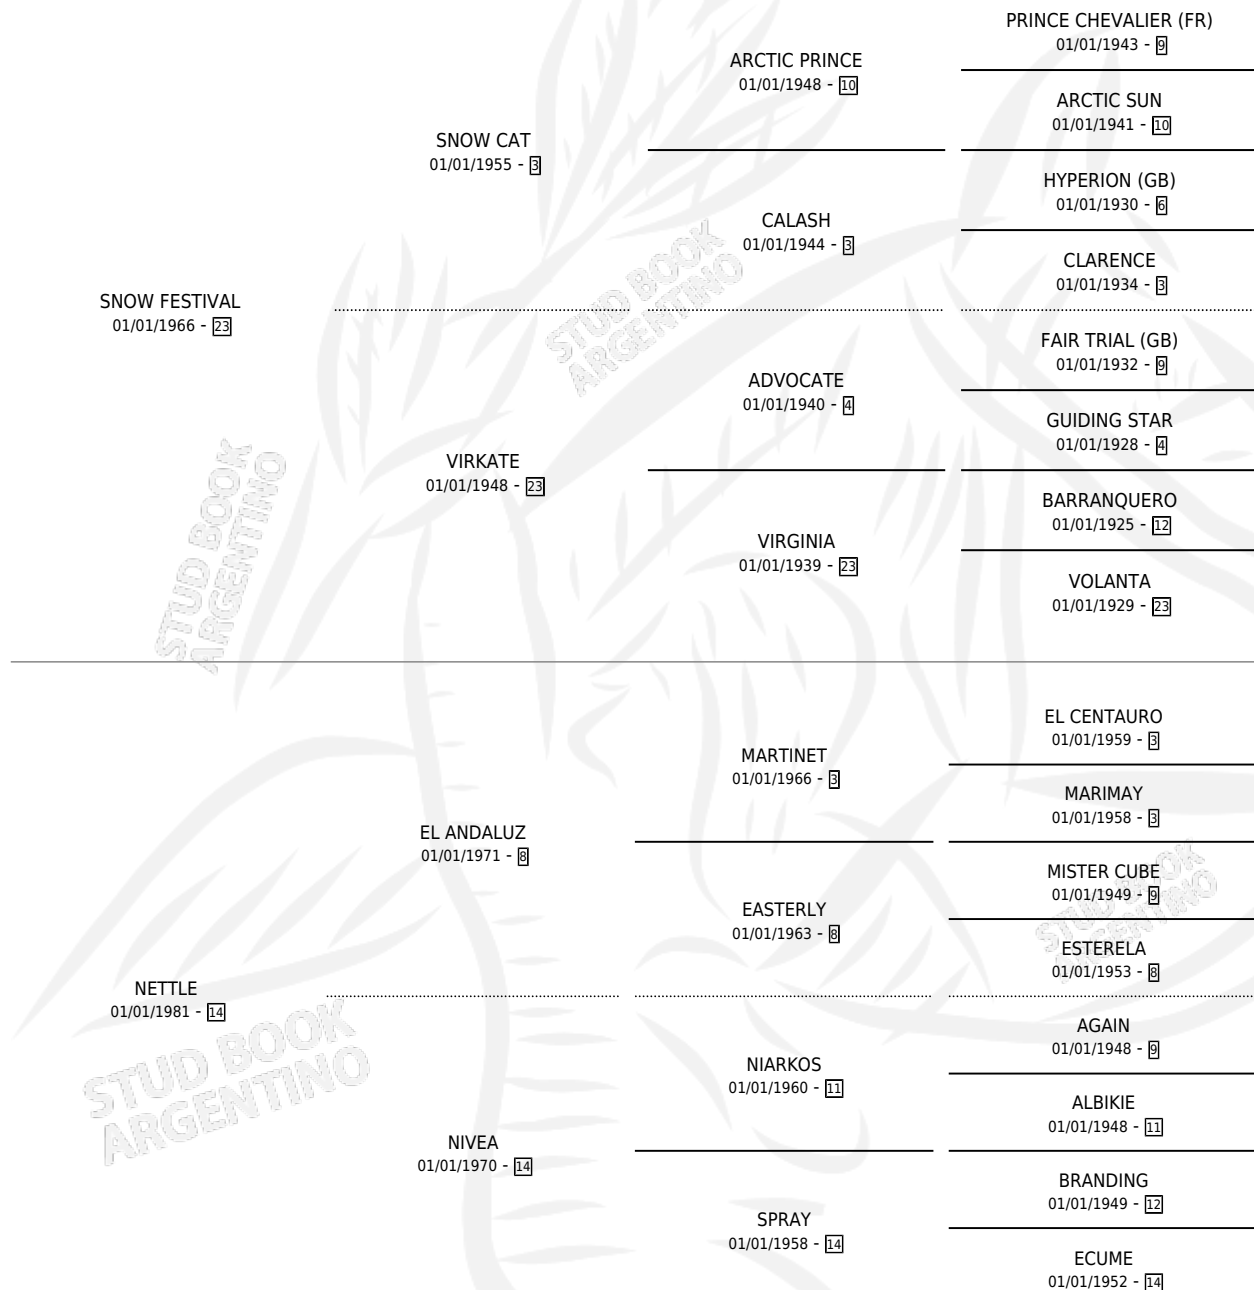 PRINCE CHEVALIER (FR)
01/01/1943 - 9
ARCTIC PRINCE
01/01/1948 - 10
ARCTIC SUN
01/01/1941 - 10
SNOW CAT
01/01/1955 - 3
HYPERION (GB)
01/01/1930 - 6
CALASH
01/01/1944 - 3
CLARENCE
01/01/1934 - 3
SNOW FESTIVAL
01/01/1966 - 23
FAIR TRIAL (GB)
01/01/1932 - 9
ADVOCATE
01/01/1940 - 4
GUIDING STAR
01/01/1928 - 4
VIRKATE
01/01/1948 - 23
BARRANQUERO
01/01/1925 - 12
VIRGINIA
01/01/1939 - 23
VOLANTA
01/01/1929 - 23
EL CENTAURO
01/01/1959 - 3
MARTINET
01/01/1966 - 3
MARIMAY
01/01/1958 - 3
EL ANDALUZ
01/01/1971 - 8
MISTER CUBE
01/01/1949 - 9
EASTERLY
01/01/1963 - 8
ESTERELA
01/01/1953 - 8
NETTLE
01/01/1981 - 14
AGAIN
01/01/1948 - 9
NIARKOS
01/01/1960 - 11
ALBIKIE
01/01/1948 - 11
NIVEA
01/01/1970 - 14
BRANDING
01/01/1949 - 12
SPRAY
01/01/1958 - 14
ECUME
01/01/1952 - 14
STUD BOOK
ARGENTINO
STUD BOOK
ARGENTINO
STUD BOOK
ARGENTINO
STUD BOOK
ARGENTINO